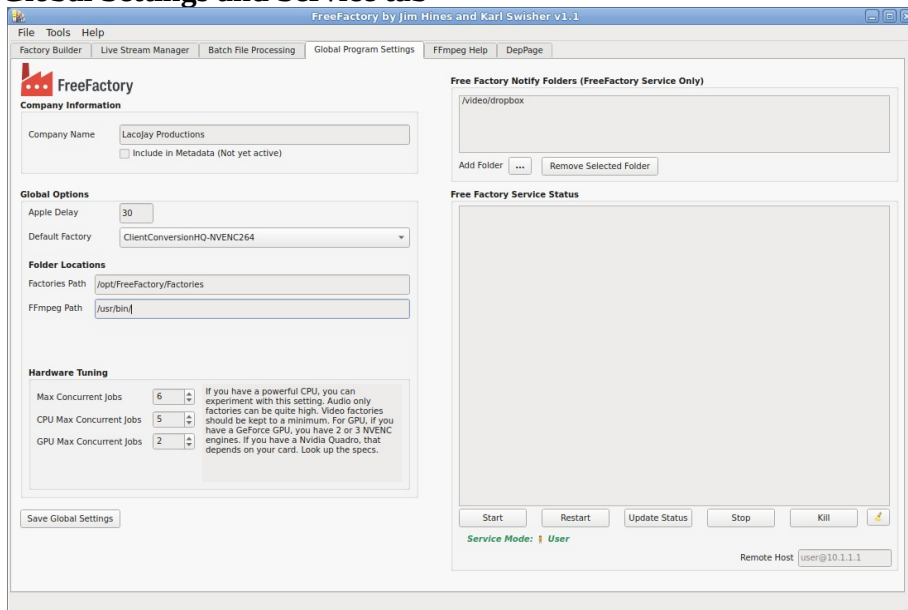 Global Settings and Service tab
FreeFactory by Jim Hines and Karl Swisher v1.1
File Tools Help
Factory Builder Live Stream Manager Batch File Processing Global Program Settings FFmpeg Help DepPage
FreeFactory
Company Information
Company Name LacoJay Productions
Include in Metadata (Not yet active)
Global Options
Apple Delay 30
Default Factory ClientConversionHQ-NVENC264
Folder Locations
Factories Path /opt/FreeFactory/Factories
FFmpeg Path /usr/bin/
Hardware Tuning
Max Concurrent Jobs 6
CPU Max Concurrent Jobs 5
GPU Max Concurrent Jobs 2
If you have a powerful CPU, you can
experiment with this setting. Audio only
factories can be quite high. Video factories
should be kept to a minimum. For GPU, if you
have a GeForce GPU, you have 2 or 3 NVENC
engines. If you have a Nvidia Quadro, that
depends on your card. Look up the specs.
Save Global Settings
Free Factory Notify Folders (FreeFactory Service Only)
/video/dropbox
Add Folder ... Remove Selected Folder
Free Factory Service Status
Start Restart Update Status Stop Kill
Service Mode: User
Remote Host user@10.1.1.1